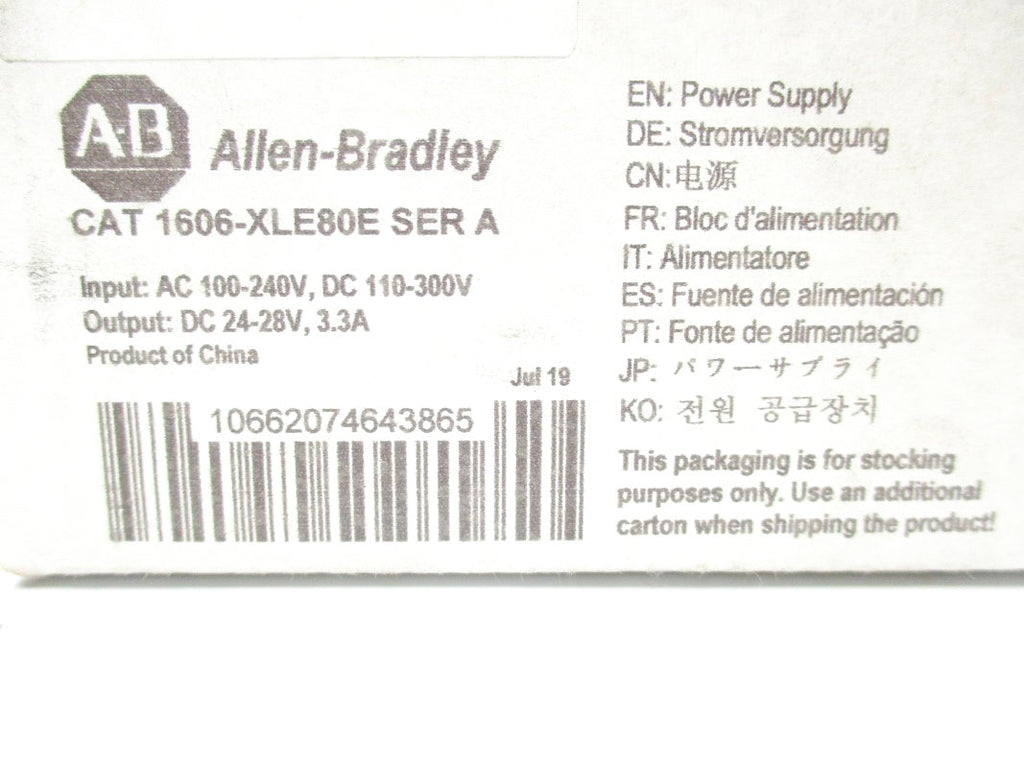 A-B
Allen-Bradley
CAT 1606-XLE80E SER A
Input: AC 100-240V, DC 110-300V
Output: DC 24-28V, 3.3A
Product of China
Jul 19
10662074643865
EN: Power Supply
DE: Stromversorgung
CN:电源
FR: Bloc d'alimentation
IT: Alimentatore
ES: Fuente de alimentación
PT: Fonte de alimentação
JP: パワーサプライ
KO: 전원 공급장치
This packaging is for stocking
purposes only. Use an additional
carton when shipping the product!